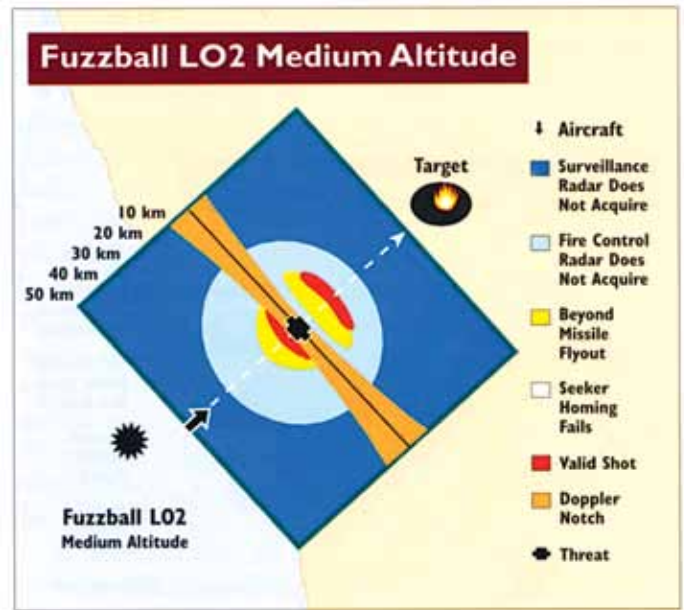 Fuzzball LO2 Medium Altitude
Target
10 km
20 km
30 km
40 km
50 km
Fuzzball LO2
Medium Altitude
Aircraft
Surveillance
Radar Does
Not Acquire
Fire Control
Radar Does
Not Acquire
Beyond
Missile
Flyout
Seeker
Homing
Fails
Valid Shot
Doppler
Notch
Threat